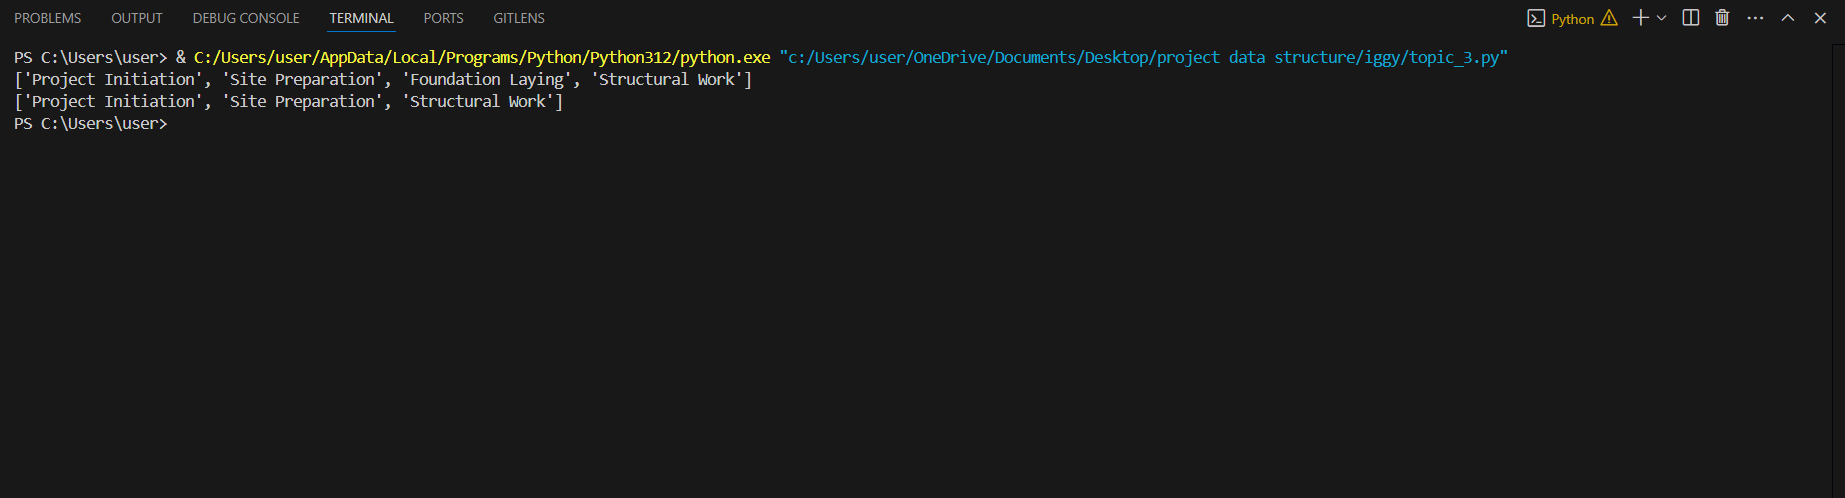 PROBLEMS OUTPUT DEBUG CONSOLE TERMINAL PORTS GITLENS Python
PS C:\Users\user> & C:/Users/user/AppData/Local/Programs/Python/Python312/python.exe "c:/Users/user/OneDrive/Documents/Desktop/project data structure/iggy/topic_3.py"
['Project Initiation', 'Site Preparation', 'Foundation Laying', 'Structural Work']
['Project Initiation', 'Site Preparation', 'Structural Work']
PS C:\Users\user>